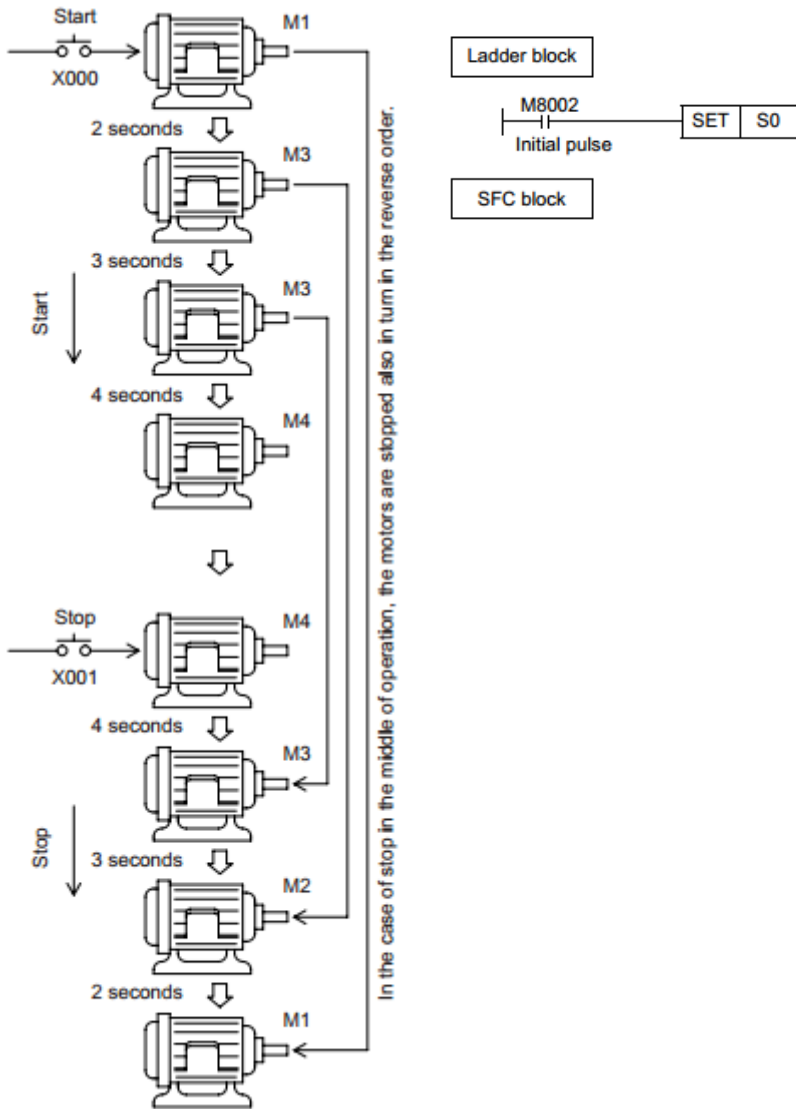 Start
X000
M1
2 seconds
M3
3 seconds
M3
Start
4 seconds
M4
Stop
X001
M4
4 seconds
M3
Stop
3 seconds
M2
2 seconds
M1
In the case of stop in the middle of operation, the motors are stopped also in turn in the reverse order.
Ladder block
M8002
SET S0
Initial pulse
SFC block